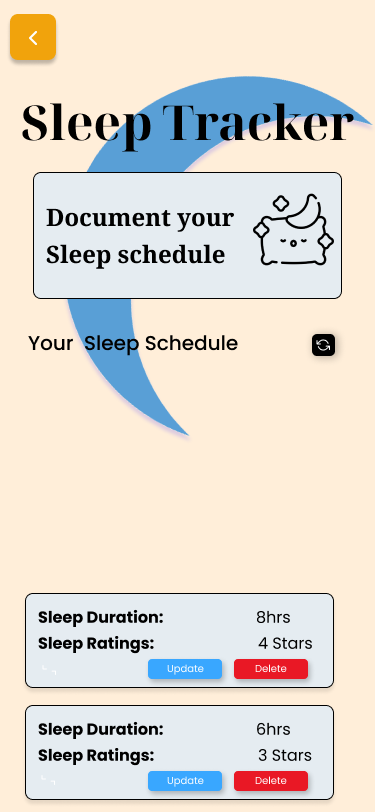 Sleep Tracker
Document your
Sleep schedule
Your Sleep Schedule
Sleep Duration: 8hrs
Sleep Ratings: 4 Stars
Update Delete
Sleep Duration: 6hrs
Sleep Ratings: 3 Stars
Update Delete